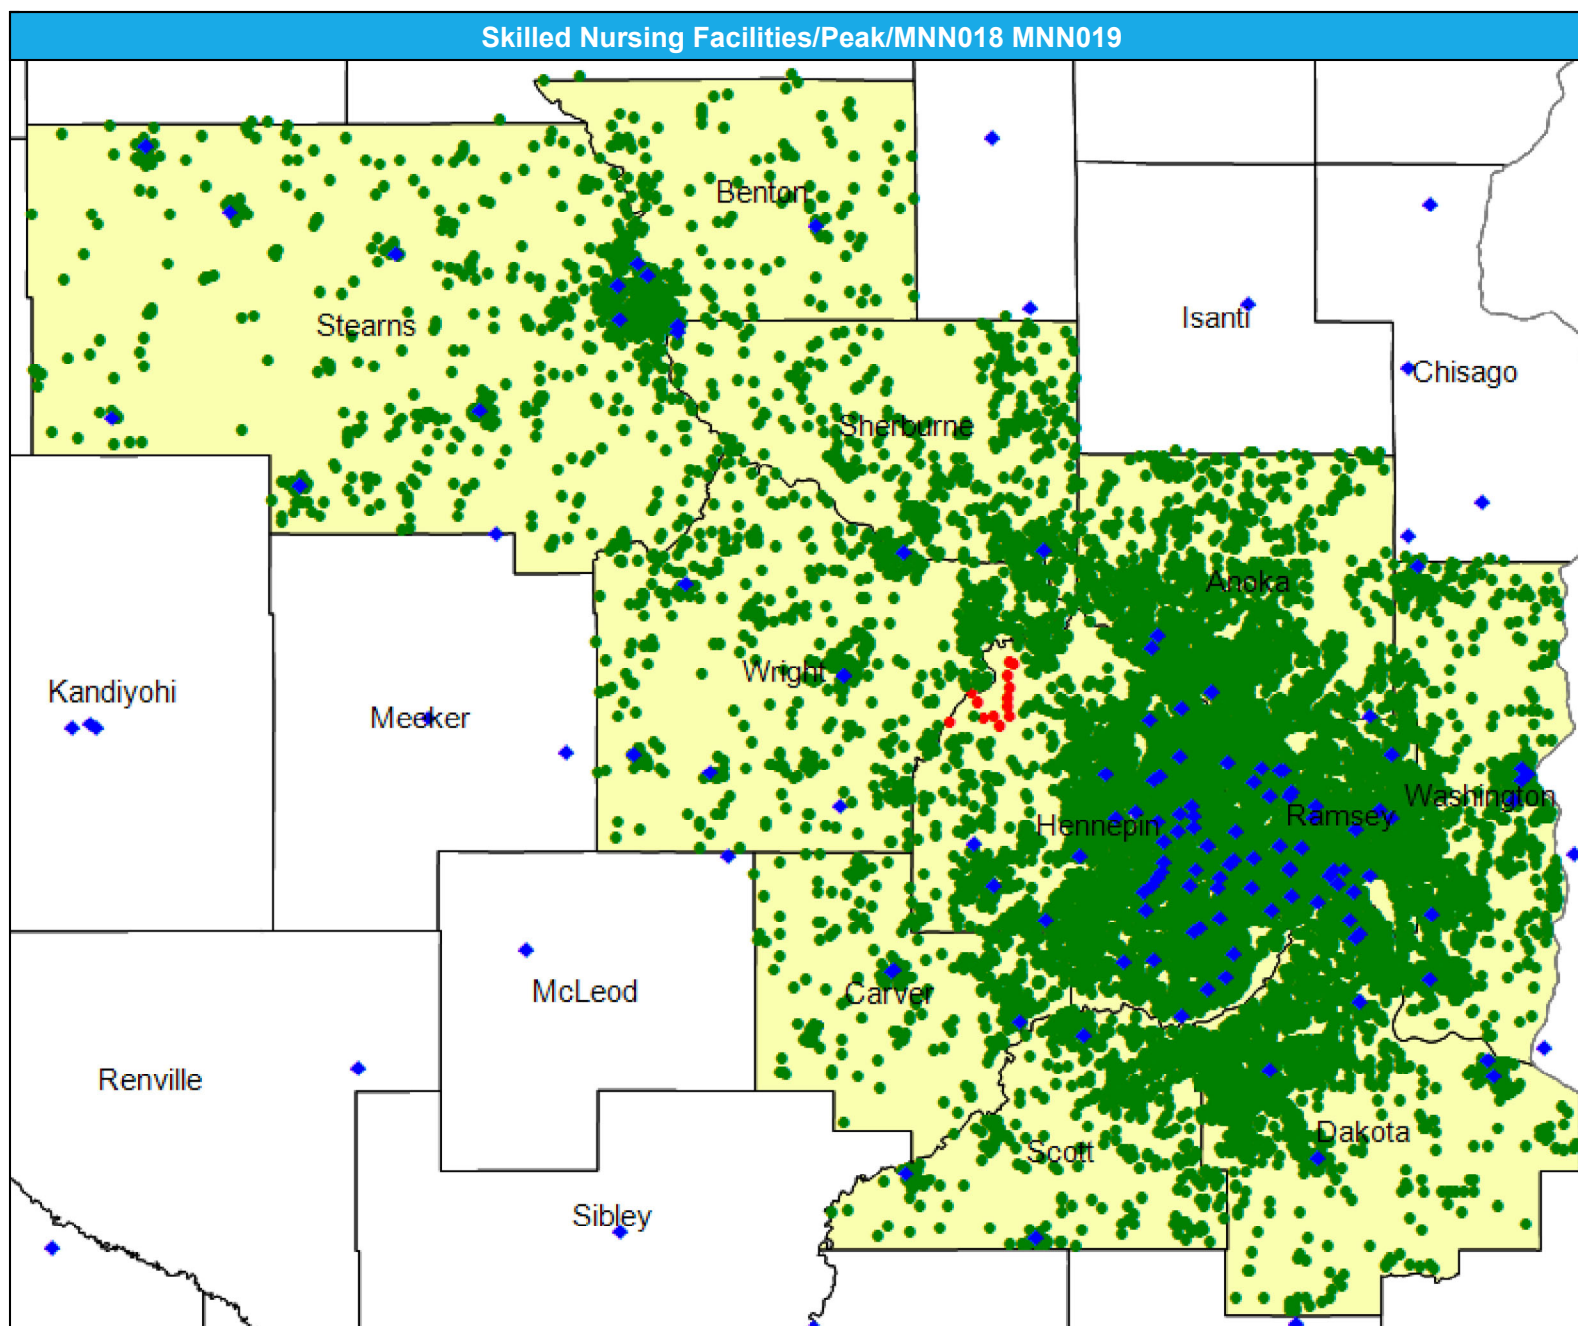 Skilled Nursing Facilities/Peak/MNN018 MNN019
Benton
Stearns
Isanti
Chisago
Sherburne
Anoka
Wright
Kandiyohi
Meeker
Washington
Ramsey
Hennepin
McLeod
Carver
Renville
Dakota
Scott
Sibley